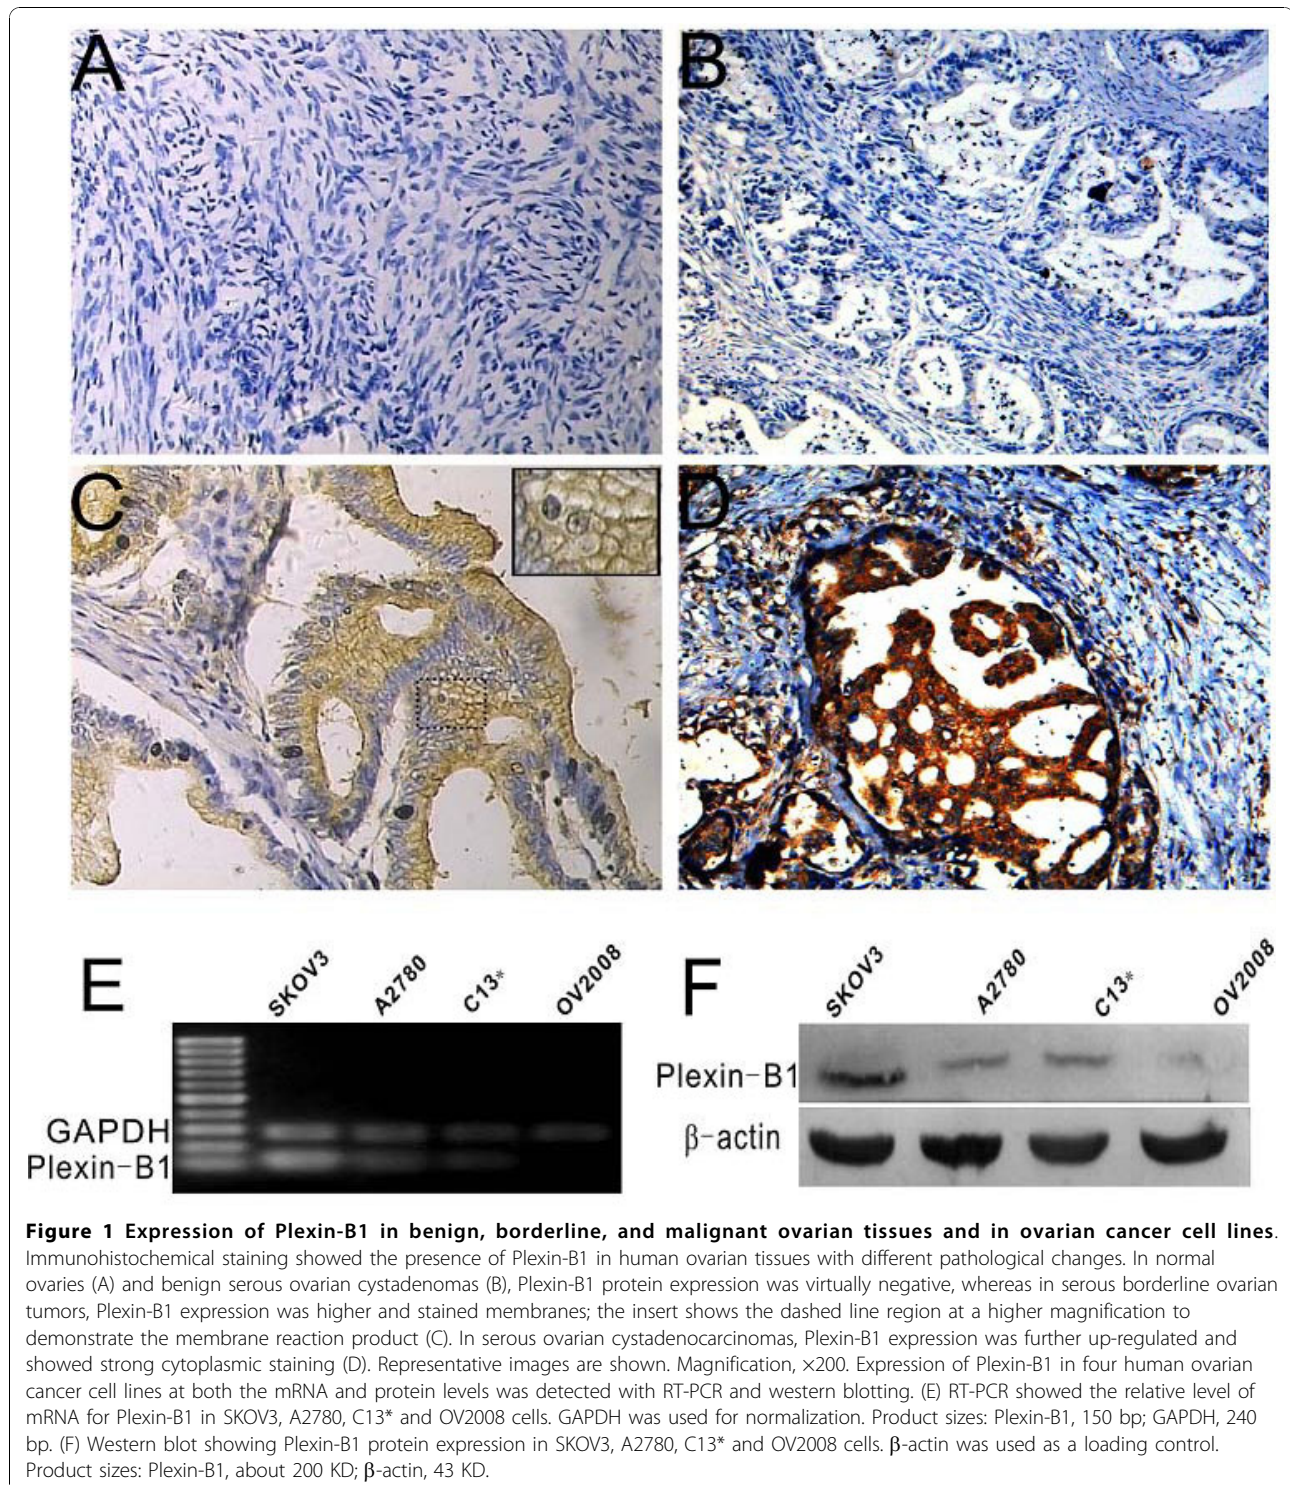 A
B
C
D
E
SKOV3
A2780
C13*
OV2008
GAPDH
Plexin-B1
F
SKOV3
A2780
C13*
OV2008
Plexin-B1
β-actin
Figure 1 Expression of Plexin-B1 in benign, borderline, and malignant ovarian tissues and in ovarian cancer cell lines.
Immunohistochemical staining showed the presence of Plexin-B1 in human ovarian tissues with different pathological changes. In normal
ovaries (A) and benign serous ovarian cystadenomas (B), Plexin-B1 protein expression was virtually negative, whereas in serous borderline ovarian
tumors, Plexin-B1 expression was higher and stained membranes; the insert shows the dashed line region at a higher magnification to
demonstrate the membrane reaction product (C). In serous ovarian cystadenocarcinomas, Plexin-B1 expression was further up-regulated and
showed strong cytoplasmic staining (D). Representative images are shown. Magnification, ×200. Expression of Plexin-B1 in four human ovarian
cancer cell lines at both the mRNA and protein levels was detected with RT-PCR and western blotting. (E) RT-PCR showed the relative level of
mRNA for Plexin-B1 in SKOV3, A2780, C13* and OV2008 cells. GAPDH was used for normalization. Product sizes: Plexin-B1, 150 bp; GAPDH, 240
bp. (F) Western blot showing Plexin-B1 protein expression in SKOV3, A2780, C13* and OV2008 cells. β-actin was used as a loading control.
Product sizes: Plexin-B1, about 200 KD; β-actin, 43 KD.